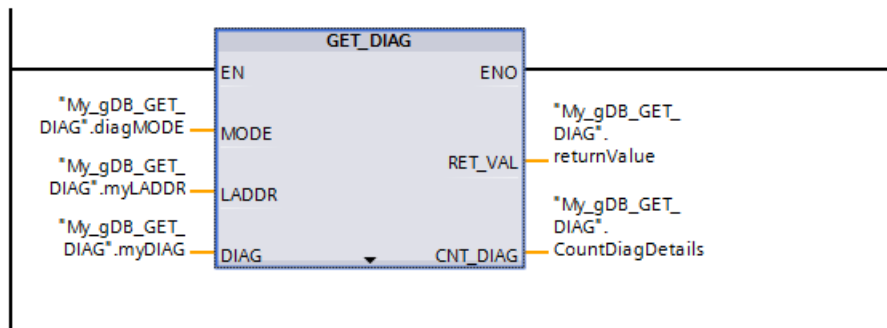 GET_DIAG
EN
ENO
"My_gDB_GET_
DIAG".diagMODE
MODE
"My_gDB_GET_
DIAG".
returnValue
RET_VAL
"My_gDB_GET_
DIAG".myLADDR
LADDR
"My_gDB_GET_
DIAG".myDIAG
DIAG
CNT_DIAG
"My_gDB_GET_
DIAG".
CountDiagDetails